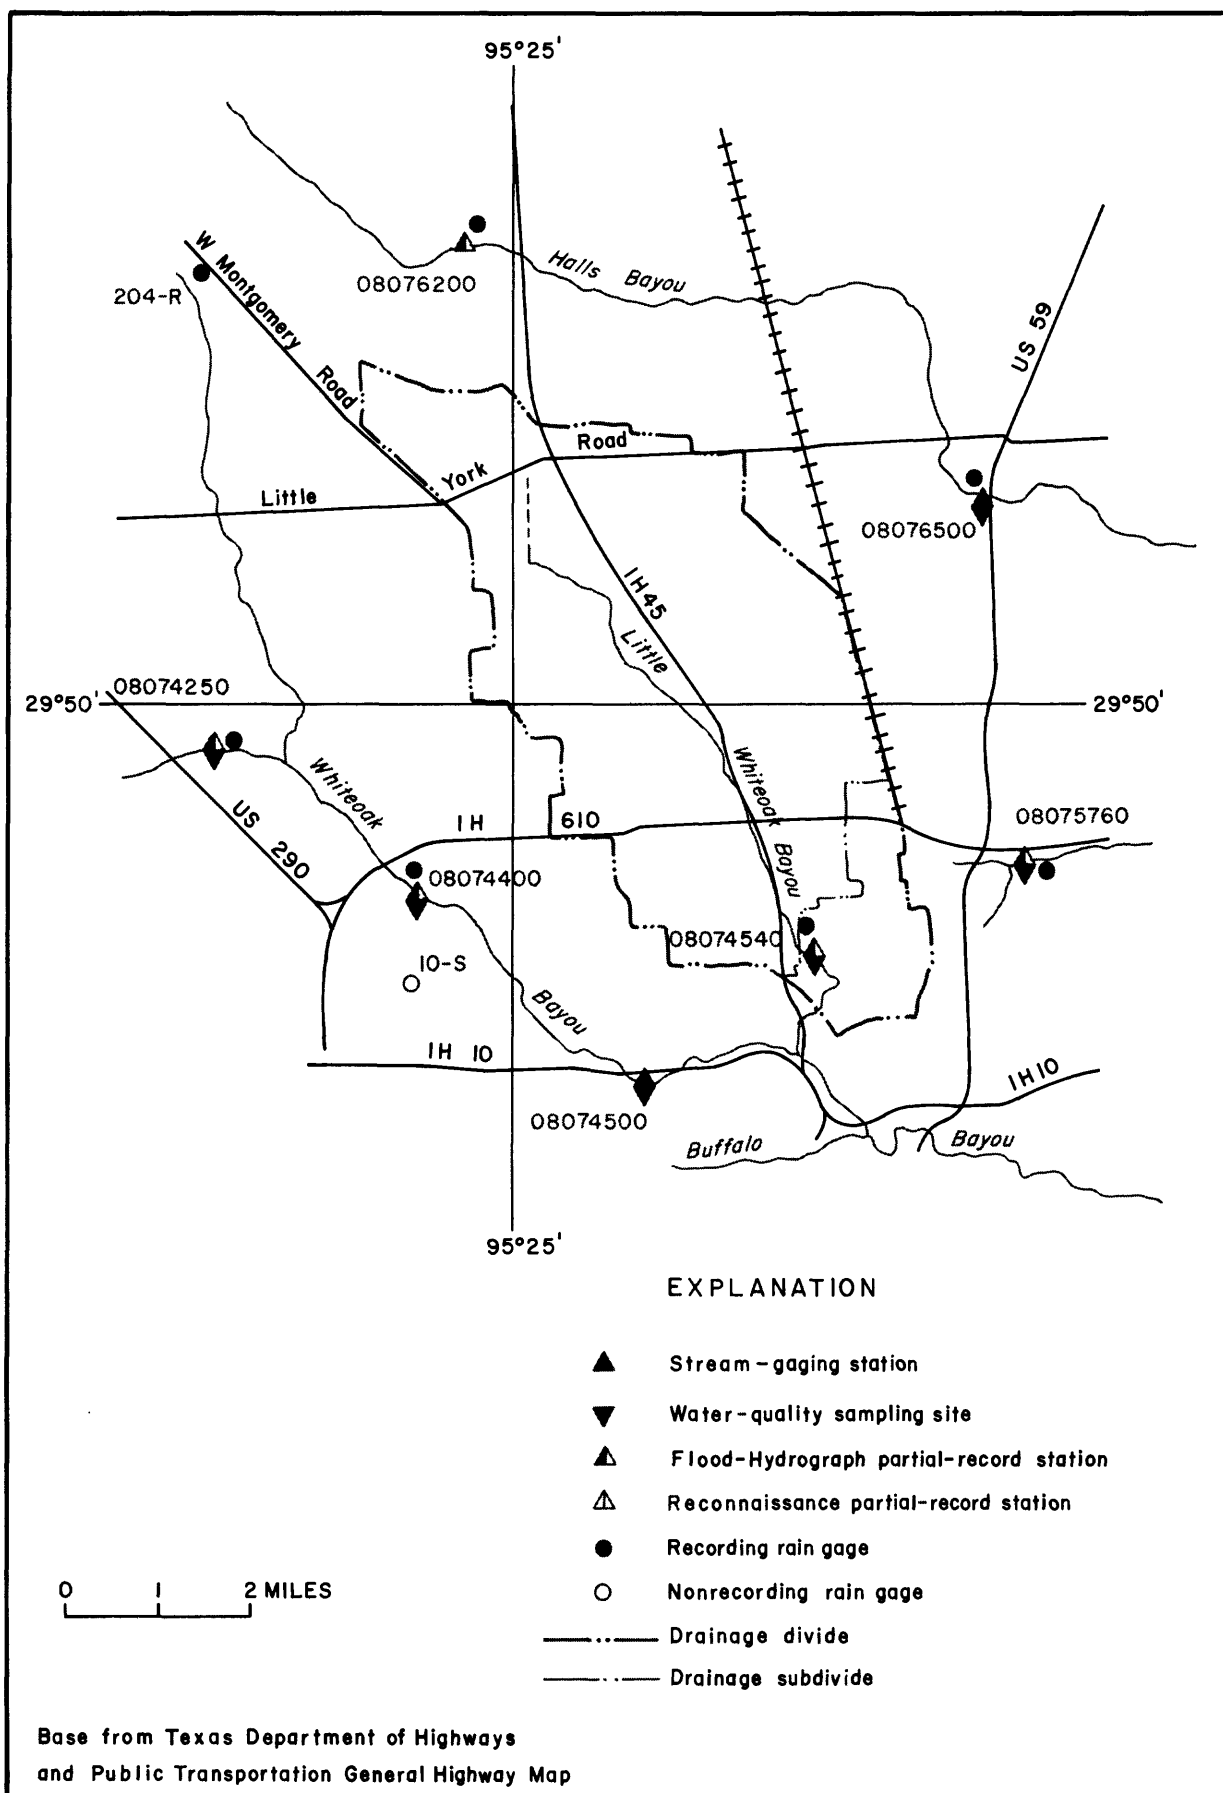 95°25'
W Montgomery Road
204-R
08076200
Halls Bayou
US 59
Road
York
Little
08076500
IH45
Little
08074250
29°50'
29°50'
Whiteoak
Whiteoak
US 290
IH 610
08075760
Bayou
08074400
08074540
10-S
Bayou
IH 10
IH10
08074500
Buffalo
Bayou
95°25'
EXPLANATION
Stream-gaging station
Water-quality sampling site
Flood-Hydrograph partial-record station
Reconnaissance partial-record station
Recording rain gage
0 1 2 MILES
Nonrecording rain gage
Drainage divide
Drainage subdivide
Base from Texas Department of Highways
and Public Transportation General Highway Map